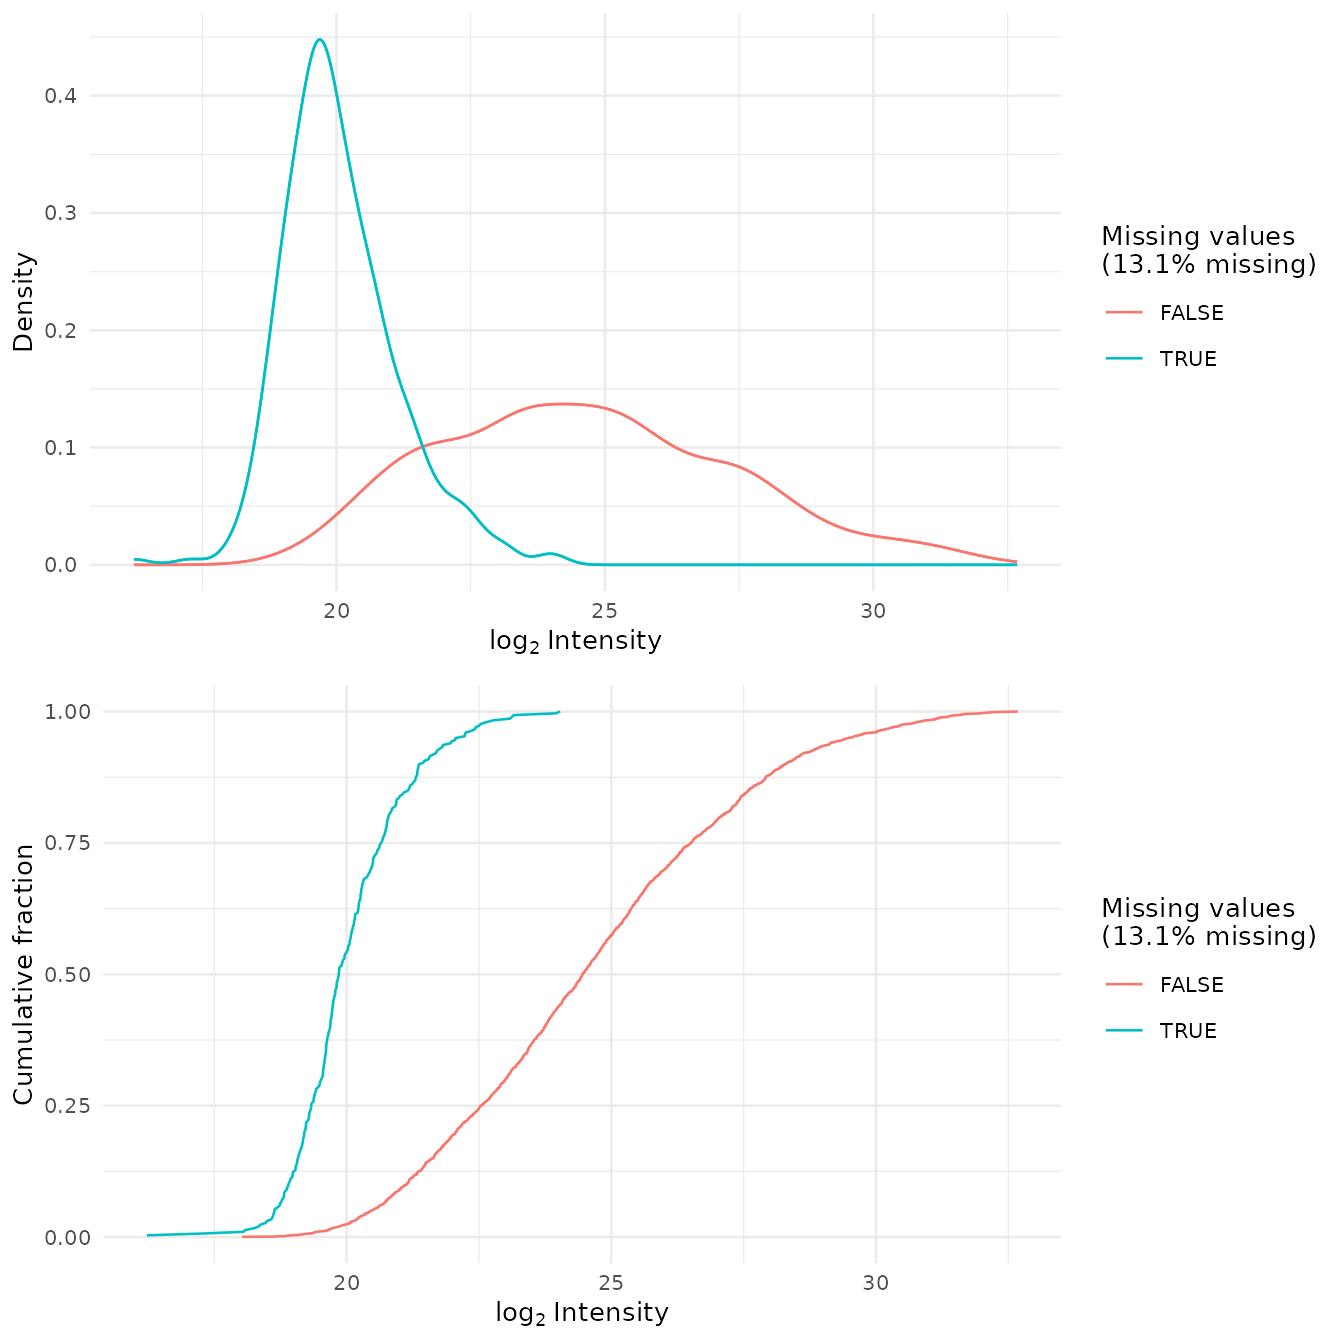 0.4
0.3
0.2
0.1
0.0
Density
20 25 30
log2 Intensity
Missing values
(13.1% missing)
FALSE
TRUE
1.00
0.75
0.50
0.25
0.00
Cumulative fraction
20 25 30
log2 Intensity
Missing values
(13.1% missing)
FALSE
TRUE